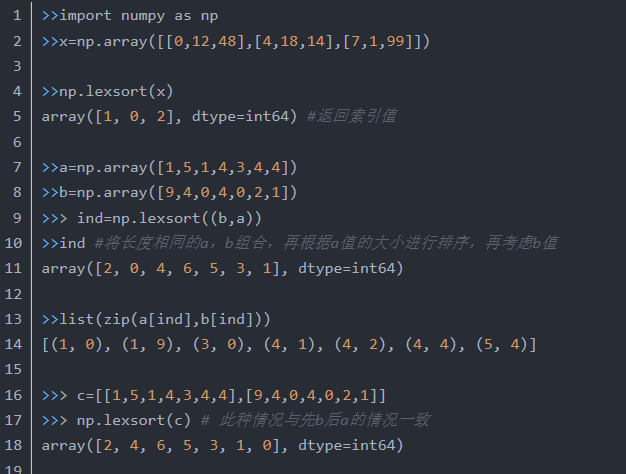 1 >>import numpy as np
2 >>x=np.array([[0,12,48],[4,18,14],[7,1,99]])
3
4 >>np.lexsort(x)
5 array([1, 0, 2], dtype=int64) #返回索引值
6
7 >>a=np.array([1,5,1,4,3,4,4])
8 >>b=np.array([9,4,0,4,0,2,1])
9 >>> ind=np.lexsort((b,a))
10 >>ind #将长度相同的a，b组合，再根据a值的大小进行排序，再考虑b值
11 array([2, 0, 4, 6, 5, 3, 1], dtype=int64)
12
13 >>list(zip(a[ind],b[ind]))
14 [(1, 0), (1, 9), (3, 0), (4, 1), (4, 2), (4, 4), (5, 4)]
15
16 >>> c=[[1,5,1,4,3,4,4],[9,4,0,4,0,2,1]]
17 >>> np.lexsort(c) # 此种情况与先b后a的情况一致
18 array([2, 4, 6, 5, 3, 1, 0], dtype=int64)
19